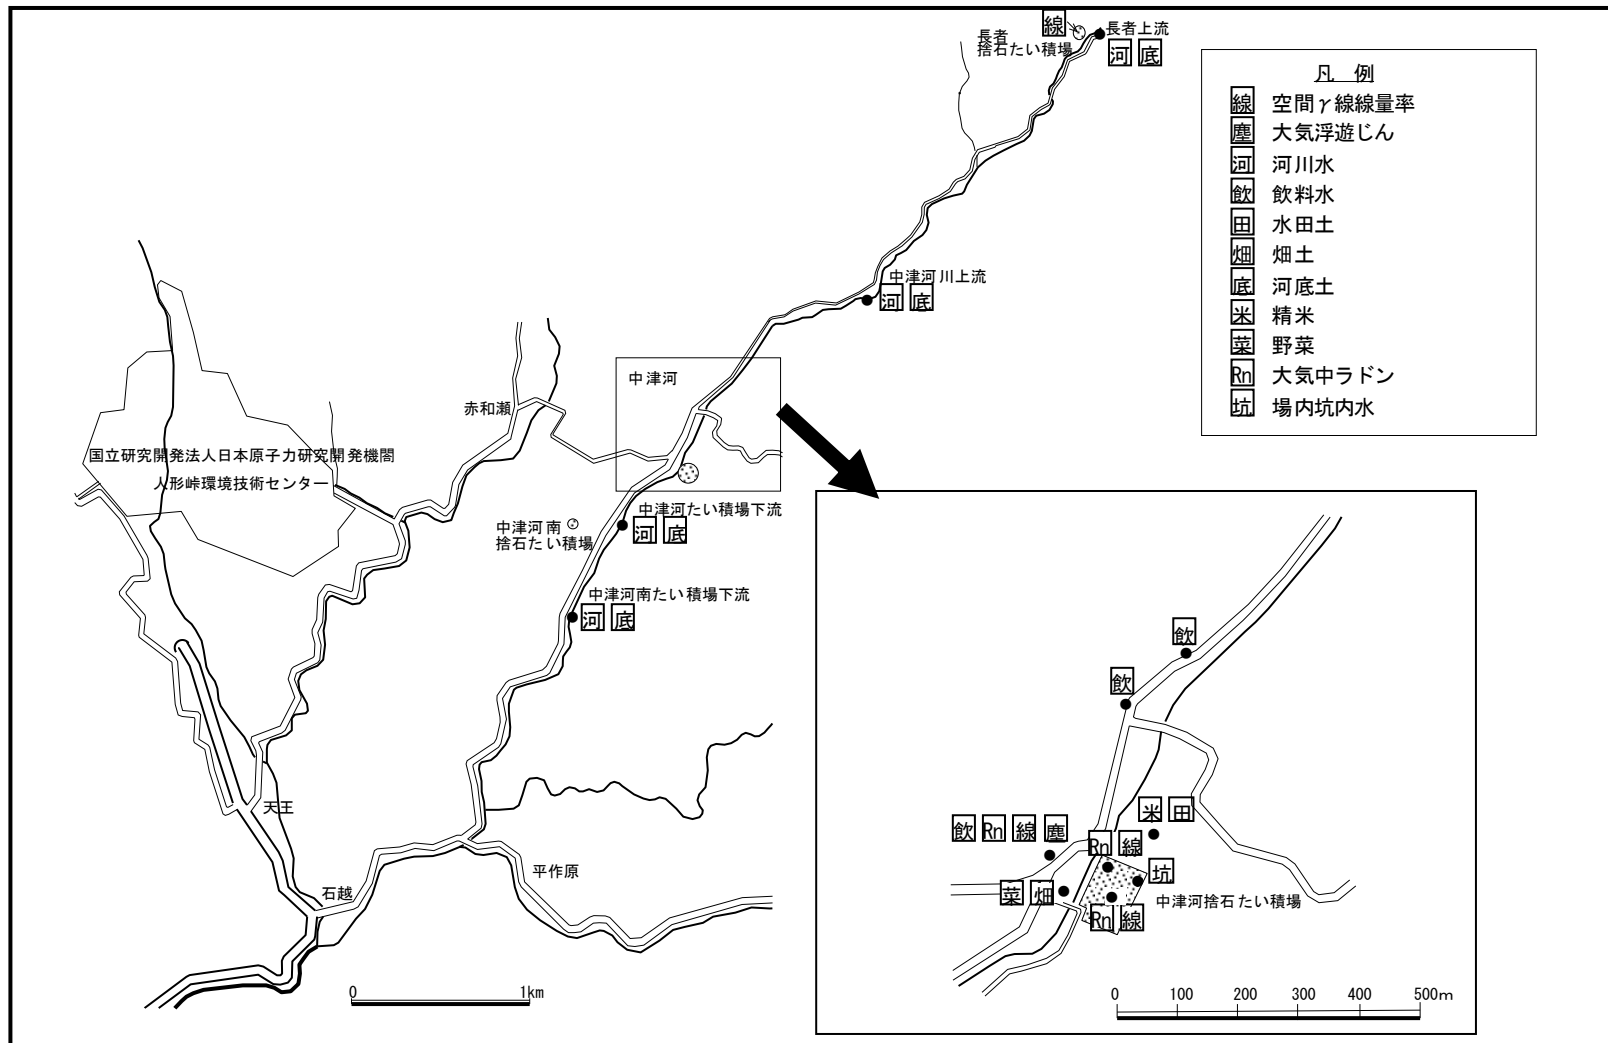 線
長者上流
長者
捨石たい積場
河 底
凡 例
線 空間γ線線量率
塵 大気浮遊じん
河 河川水
飲 飲料水
田 水田土
畑 畑土
底 河底土
米 精米
菜 野菜
Rn 大気中ラドン
坑 場内坑内水
中津河川上流
河 底
中津河
赤和瀬
国立研究開発法人日本原子力研究開発機関
人形峠環境技術センター
中津河たい積場下流
河 底
中津河南
捨石たい積場
中津河南たい積場下流
河 底
天王
石越
平作原
0 1km
飲
飲
米 田
飲 Rn 線 塵
Rn 線
坑
菜 畑
中津河捨石たい積場
Rn 線
0 100 200 300 400 500m